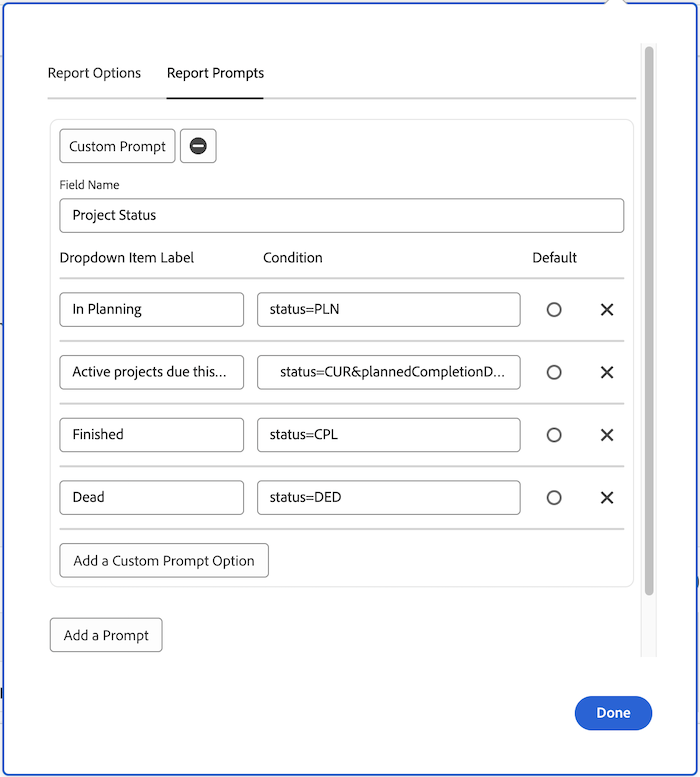 Report Options Report Prompts
Custom Prompt
Field Name
Project Status
Dropdown Item Label Condition Default
In Planning status=PLN
Active projects due this... status=CUR&plannedCompletionD...
Finished status=CPL
Dead status=DED
Add a Custom Prompt Option
Add a Prompt
Done